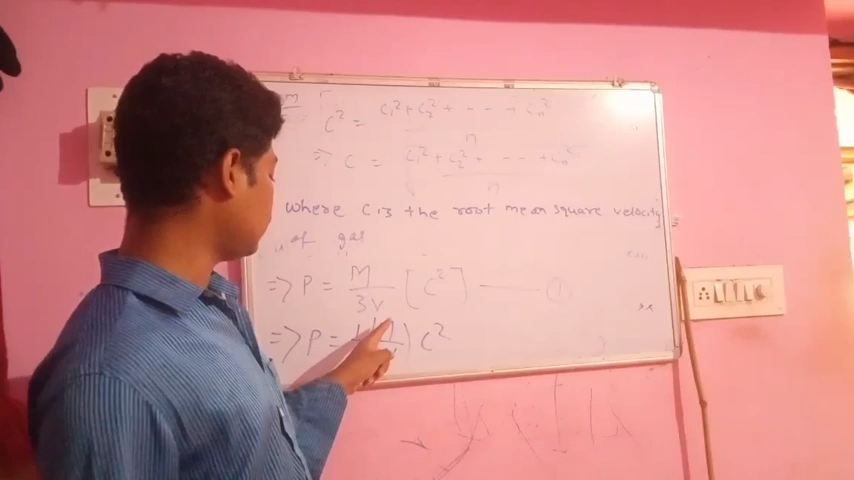 M
C² = C₁² + C₂² + - - - + Cₙ²
n
=> C = C₁² + C₂² + - - - + Cₙ²
n
where C is the root mean square velocity
of gas
=> P = M / 3V [C²] ——— 7
=> P = C²